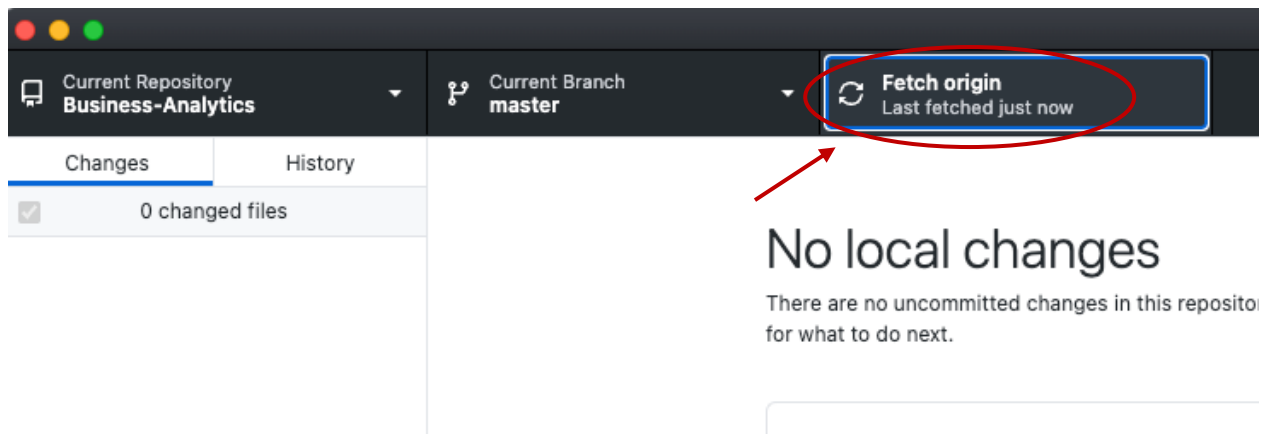 Current Repository
Business-Analytics
Current Branch
master
Fetch origin
Last fetched just now
Changes
History
0 changed files
No local changes
There are no uncommitted changes in this reposito
for what to do next.